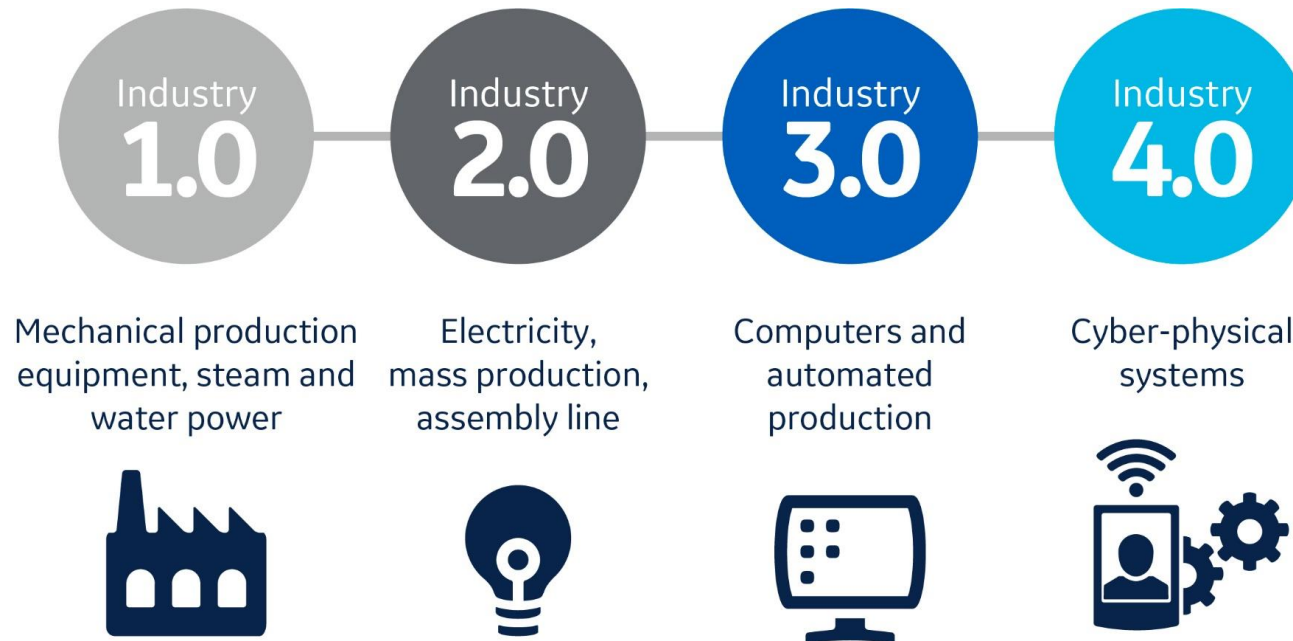 Industry
1.0
Industry
2.0
Industry
3.0
Industry
4.0
Mechanical production
equipment, steam and
water power
Electricity,
mass production,
assembly line
Computers and
automated
production
Cyber-physical
systems